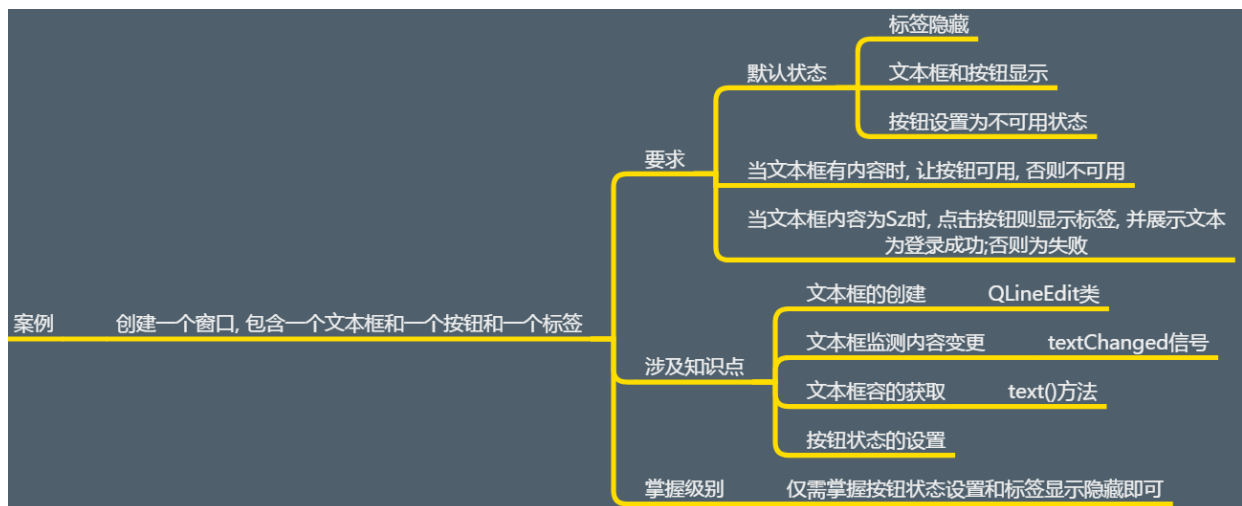 案例
创建一个窗口, 包含一个文本框和一个按钮和一个标签
要求
默认状态
标签隐藏
文本框和按钮显示
按钮设置为不可用状态
当文本框有内容时, 让按钮可用, 否则不可用
当文本框内容为Sz时, 点击按钮则显示标签, 并展示文本
为登录成功;否则为失败
涉及知识点
文本框的创建 QLineEdit类
文本框监测内容变更 textChanged信号
文本框容的获取 text()方法
按钮状态的设置
掌握级别 仅需掌握按钮状态设置和标签显示隐藏即可